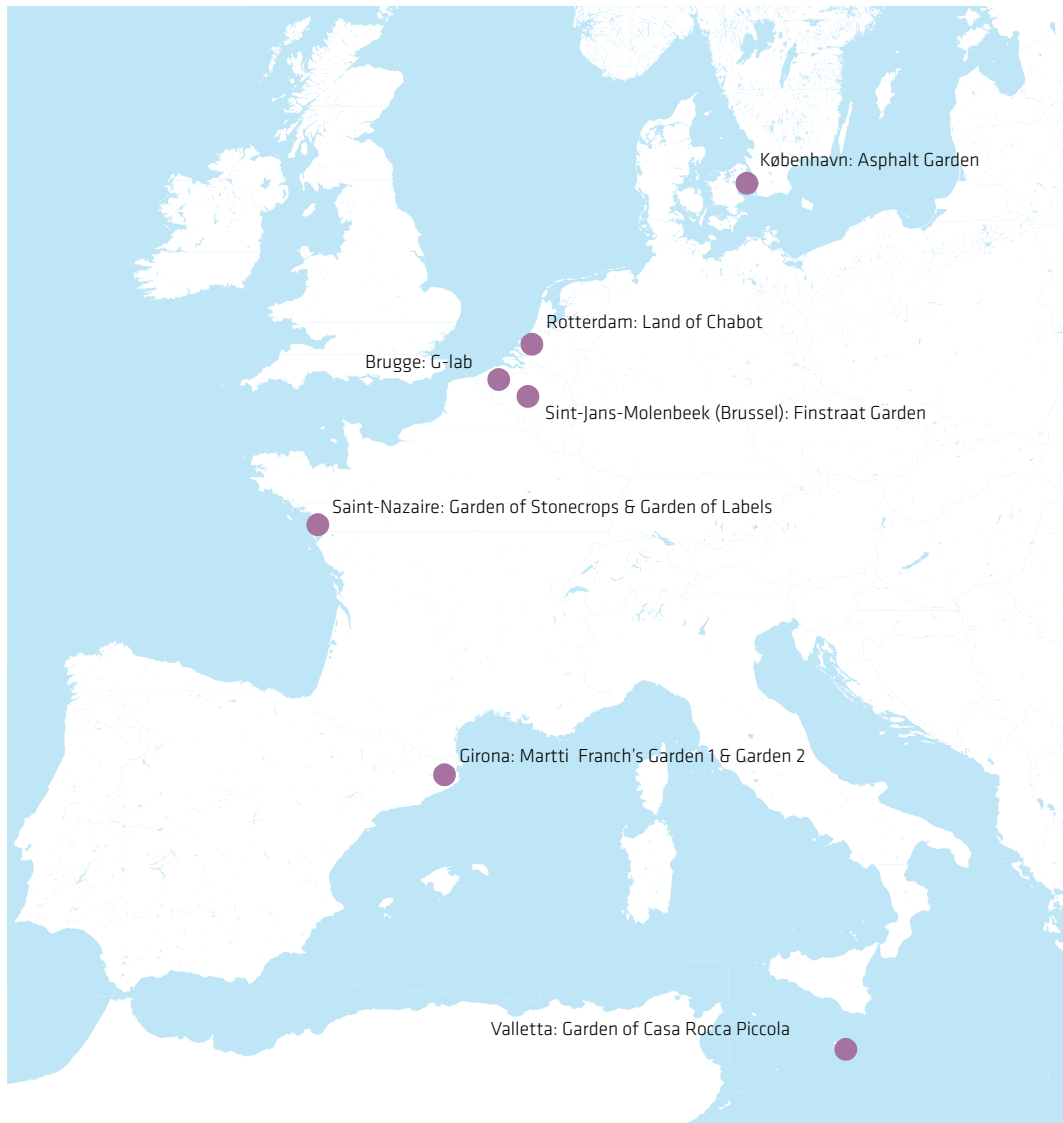 København: Asphalt Garden
Rotterdam: Land of Chabot
Brugge: G-lab
Sint-Jans-Molenbeek (Brussel): Finstraat Garden
Saint-Nazaire: Garden of Stonecrops & Garden of Labels
Girona: Martti  Franch’s Garden 1 & Garden 2
Valletta: Garden of Casa Rocca Piccola